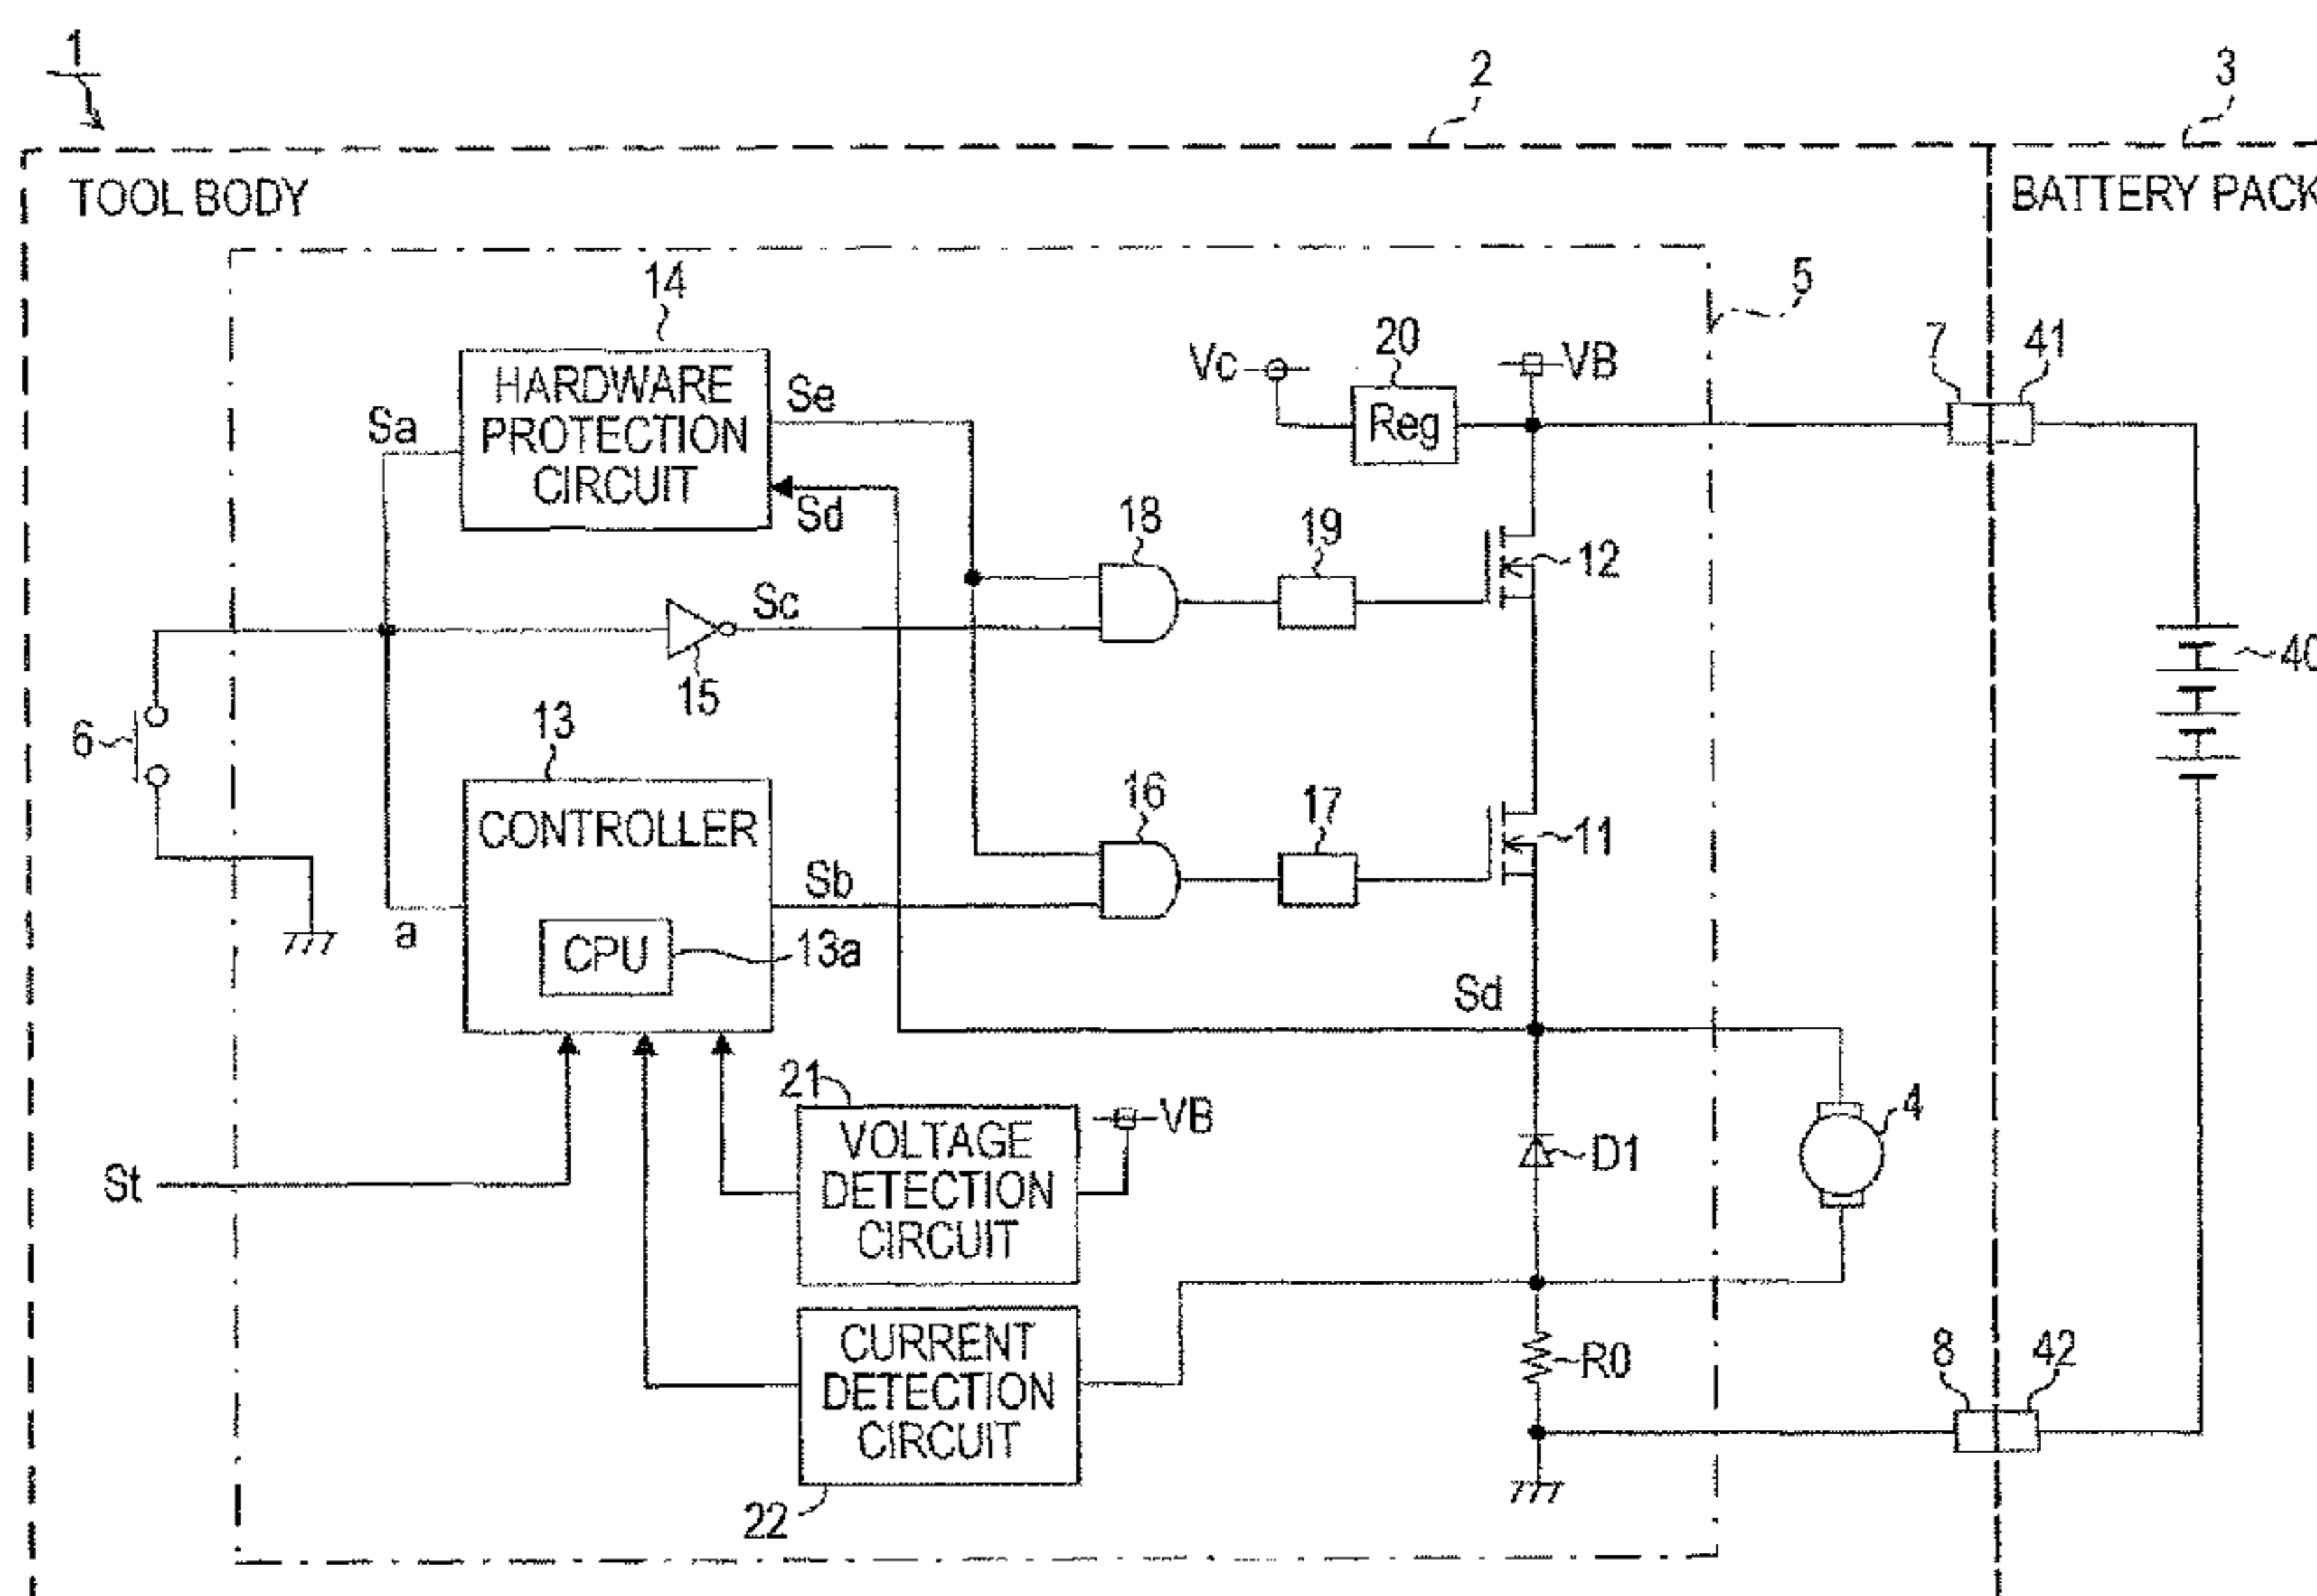 1
2
3
TOOL BODY
BATTERY PACK
14
5
20
Vc
VB
7
41
HARDWARE
PROTECTION
CIRCUIT
Sa
Se
Reg
Sd
18
19
12
Sc
15
40
6
13
CONTROLLER
16
17
11
Sb
a
CPU
13a
Sd
21
VOLTAGE
DETECTION
CIRCUIT
VB
D1
4
St
CURRENT
DETECTION
CIRCUIT
R0
8
42
22